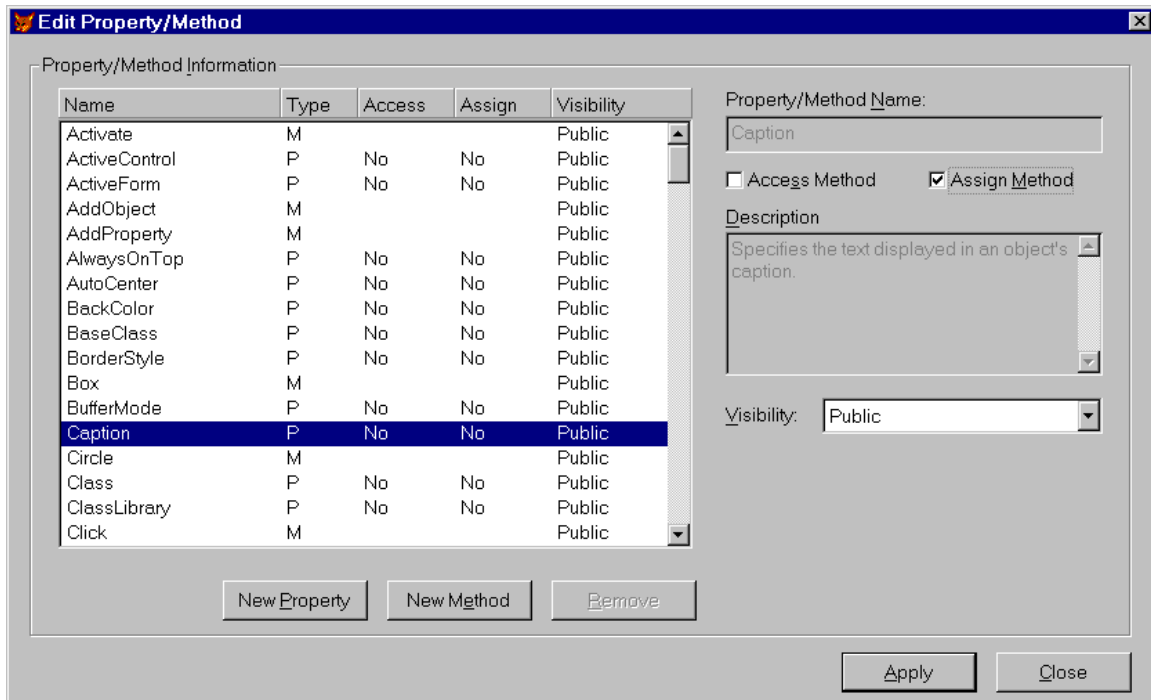 Edit Property/Method
Property/Method Information
Name Type Access Assign Visibility
Activate M Public
ActiveControl P No No Public
ActiveForm P No No Public
AddObject M Public
AddProperty M Public
AlwaysOnTop P No No Public
AutoCenter P No No Public
BackColor P No No Public
BaseClass P No No Public
BorderStyle P No No Public
Box M Public
BufferMode P No No Public
Caption P No No Public
Circle M Public
Class P No No Public
ClassLibrary P No No Public
Click M Public
New Property New Method Remove
Property/Method Name:
Caption
Access Method Assign Method
Description
Specifies the text displayed in an object's
caption.
Visibility: Public
Apply Close